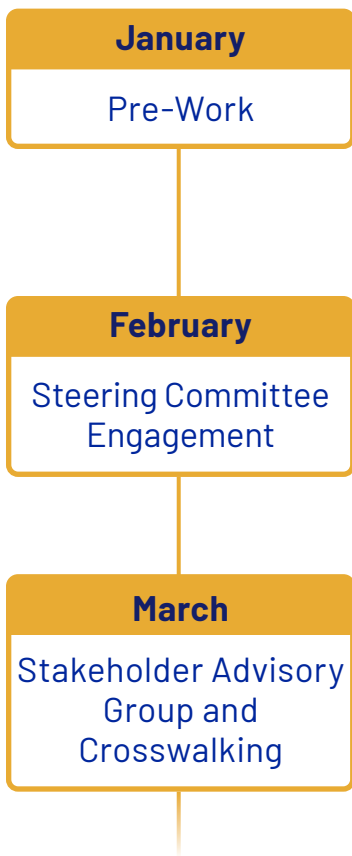 January
Pre-Work
February
Steering Committee
Engagement
March
Stakeholder Advisory
Group and
Crosswalking